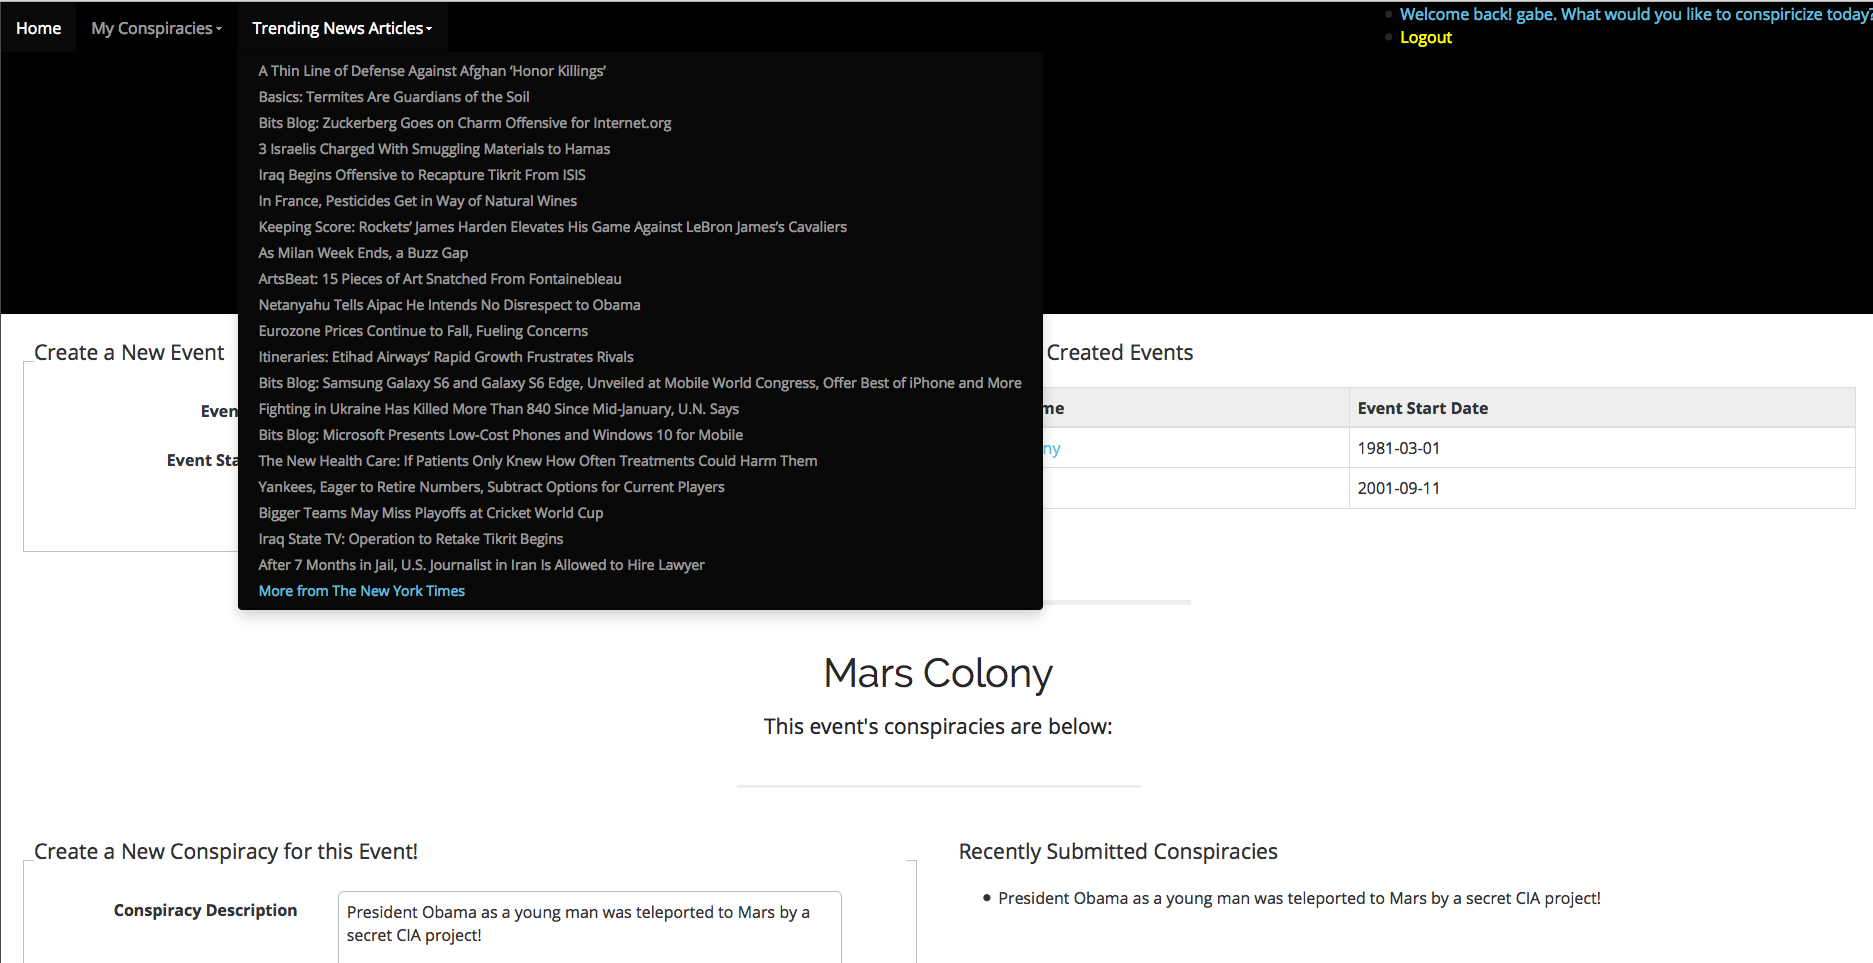 Home My Conspiracies Trending News Articles
Welcome back! gabe. What would you like to conspiricize today?
Logout
A Thin Line of Defense Against Afghan ‘Honor Killings’
Basics: Termites Are Guardians of the Soil
Bits Blog: Zuckerberg Goes on Charm Offensive for Internet.org
3 Israelis Charged With Smuggling Materials to Hamas
Iraq Begins Offensive to Recapture Tikrit From ISIS
In France, Pesticides Get in Way of Natural Wines
Keeping Score: Rockets’ James Harden Elevates His Game Against LeBron James’s Cavaliers
As Milan Week Ends, a Buzz Gap
ArtsBeat: 15 Pieces of Art Snatched From Fontainebleau
Netanyahu Tells Aipac He Intends No Disrespect to Obama
Eurozone Prices Continue to Fall, Fueling Concerns
Itineraries: Etihad Airways’ Rapid Growth Frustrates Rivals
Bits Blog: Samsung Galaxy S6 and Galaxy S6 Edge, Unveiled at Mobile World Congress, Offer Best of iPhone and More
Fighting in Ukraine Has Killed More Than 840 Since Mid-January, U.N. Says
Bits Blog: Microsoft Presents Low-Cost Phones and Windows 10 for Mobile
The New Health Care: If Patients Only Knew How Often Treatments Could Harm Them
Yankees, Eager to Retire Numbers, Subtract Options for Current Players
Bigger Teams May Miss Playoffs at Cricket World Cup
Iraq State TV: Operation to Retake Tikrit Begins
After 7 Months in Jail, U.S. Journalist in Iran Is Allowed to Hire Lawyer
More from The New York Times
Create a New Event
Even
Event Sta
Created Events
me Event Start Date
ny 1981-03-01
2001-09-11
Mars Colony
This event's conspiracies are below:
Create a New Conspiracy for this Event!
Conspiracy Description
President Obama as a young man was teleported to Mars by a
secret CIA project!
Recently Submitted Conspiracies
President Obama as a young man was teleported to Mars by a secret CIA project!